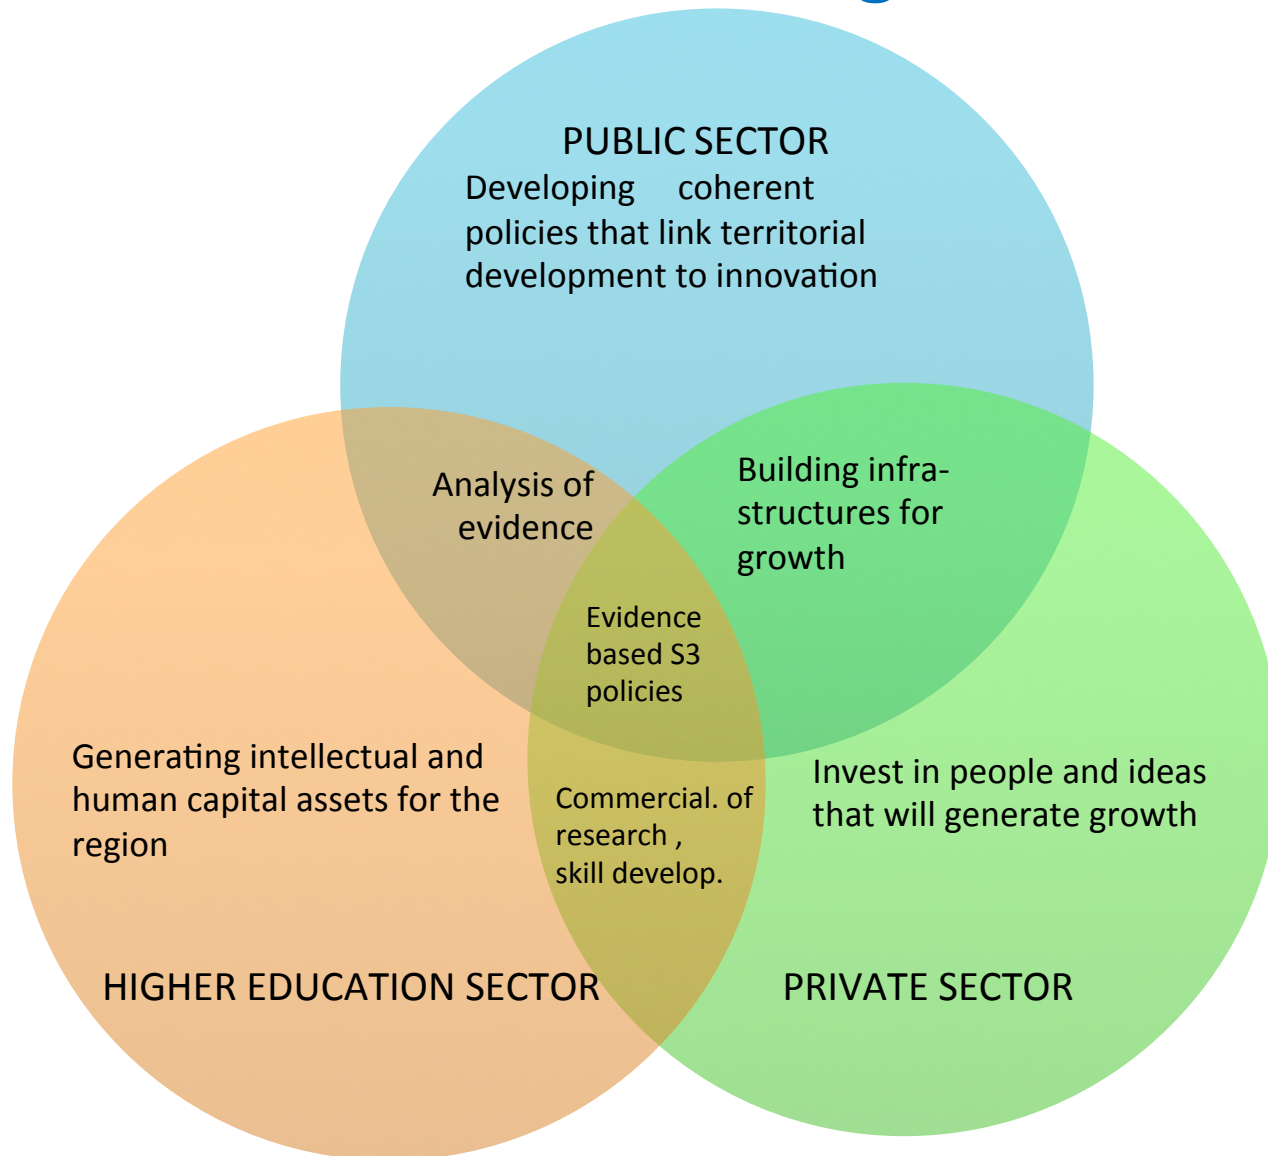 PUBLIC SECTOR
Developing coherent
policies that link territorial
development to innovation
Analysis of
evidence
Building infra-
structures for
growth
Evidence
based S3
policies
Generating intellectual and
human capital assets for the
region
Commercial. of
research ,
skill develop.
Invest in people and ideas
that will generate growth
HIGHER EDUCATION SECTOR
PRIVATE SECTOR